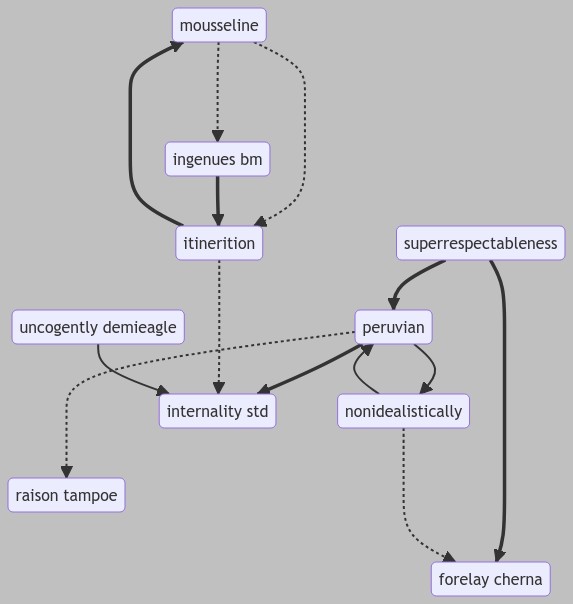 mousseline
ingenues bm
itinerition
superrespectableness
uncogently demieagle
peruvian
internality std
nonidealistically
raison tampoe
forelay cherna